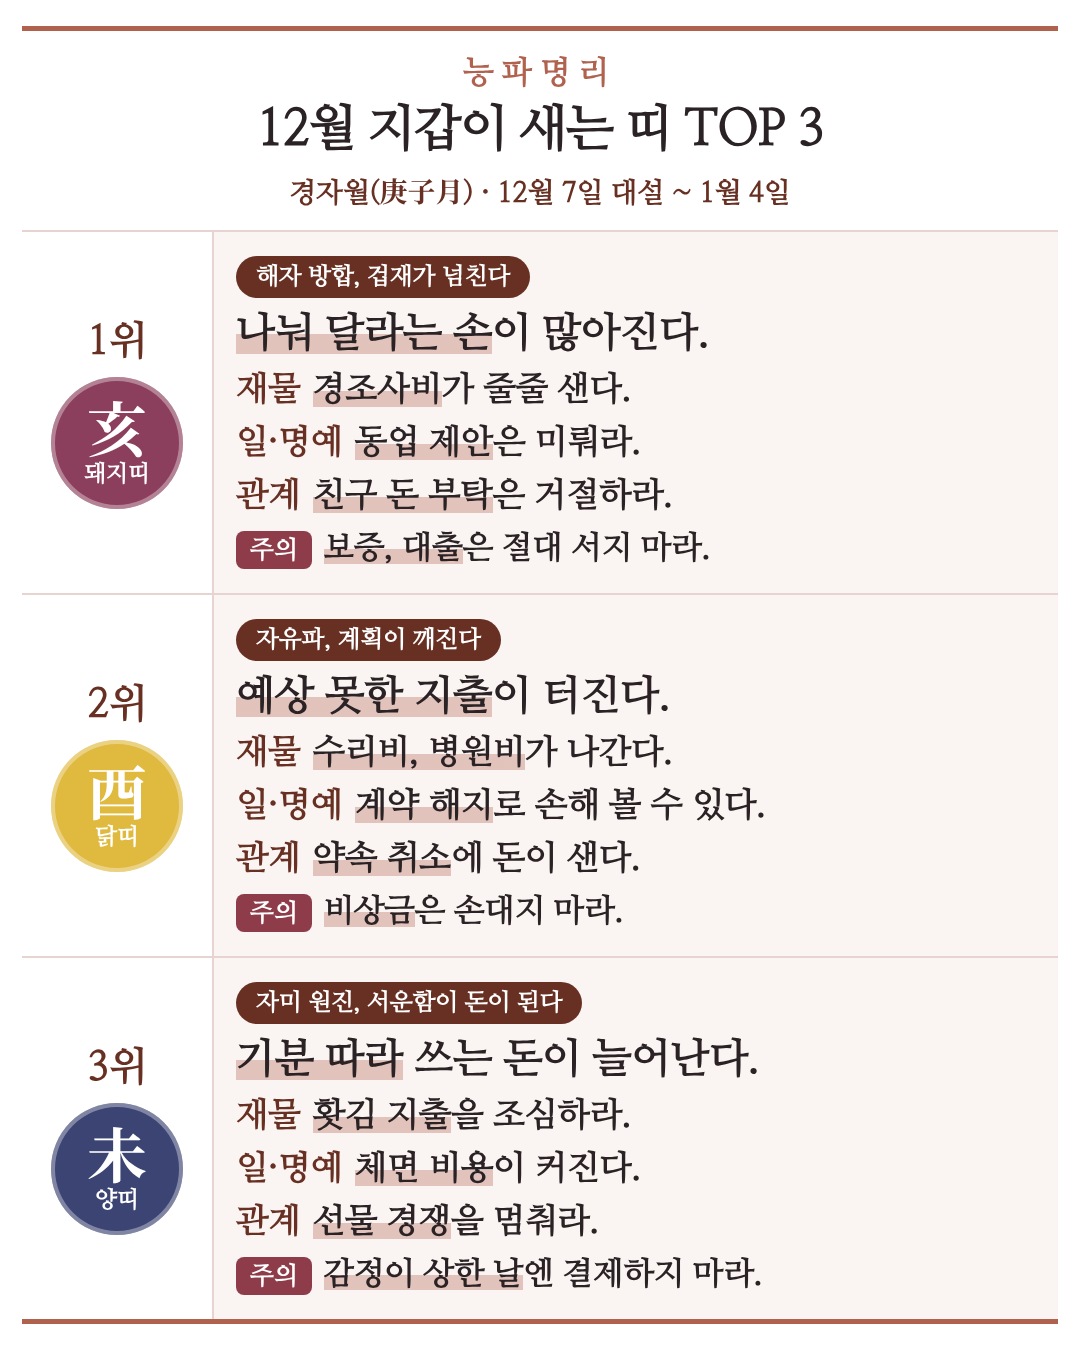 능파명리
12월 지갑이 새는 띠 TOP 3
경자월(庚子月) · 12월 7일 대설 ~ 1월 4일
1위
亥
돼지띠
해자 방합, 겁재가 넘친다
나눠 달라는 손이 많아진다.
재물 경조사비가 줄줄 샌다.
일·명예 동업 제안은 미뤄라.
관계 친구 돈 부탁은 거절하라.
주의 보증, 대출은 절대 서지 마라.
2위
酉
닭띠
자유파, 계획이 깨진다
예상 못한 지출이 터진다.
재물 수리비, 병원비가 나간다.
일·명예 계약 해지로 손해 볼 수 있다.
관계 약속 취소에 돈이 샌다.
주의 비상금은 손대지 마라.
3위
未
양띠
자미 원진, 서운함이 돈이 된다
기분 따라 쓰는 돈이 늘어난다.
재물 홧김 지출을 조심하라.
일·명예 체면 비용이 커진다.
관계 선물 경쟁을 멈춰라.
주의 감정이 상한 날엔 결제하지 마라.